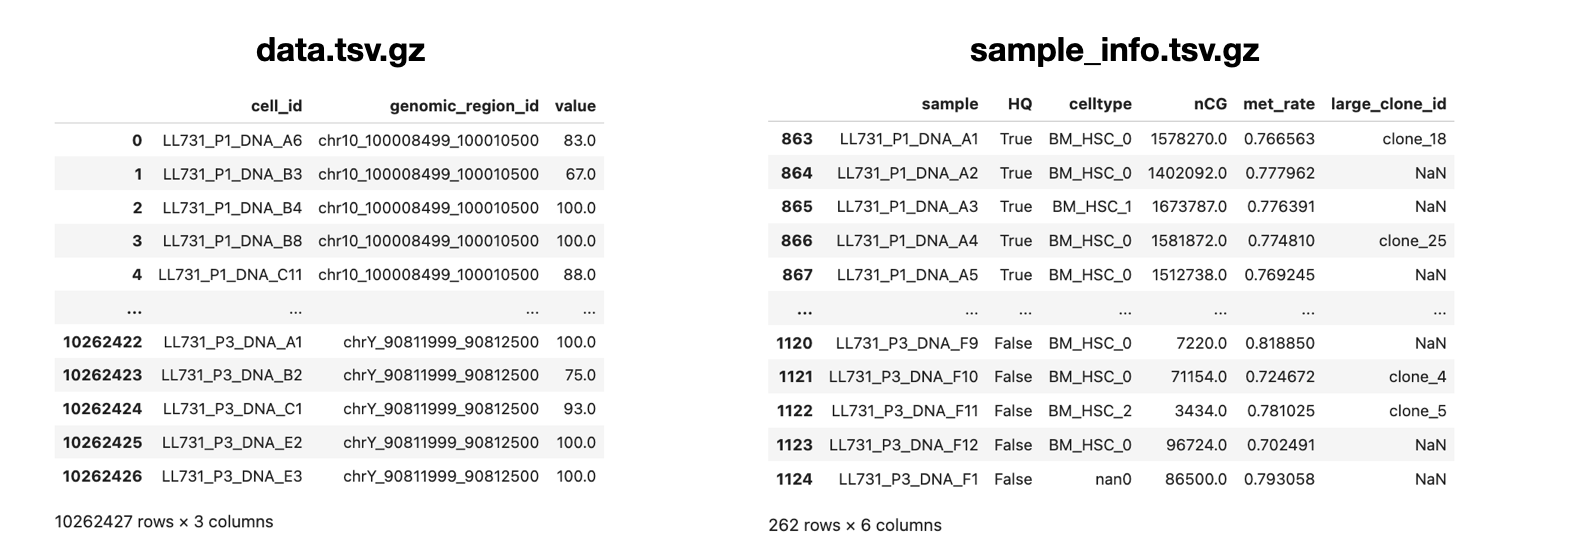 data.tsv.gz
cell_id genomic_region_id value
0 LL731_P1_DNA_A6 chr10_100008499_100010500 83.0
1 LL731_P1_DNA_B3 chr10_100008499_100010500 67.0
2 LL731_P1_DNA_B4 chr10_100008499_100010500 100.0
3 LL731_P1_DNA_B8 chr10_100008499_100010500 100.0
4 LL731_P1_DNA_C11 chr10_100008499_100010500 88.0
... ... ... ...
10262422 LL731_P3_DNA_A1 chrY_90811999_90812500 100.0
10262423 LL731_P3_DNA_B2 chrY_90811999_90812500 75.0
10262424 LL731_P3_DNA_C1 chrY_90811999_90812500 93.0
10262425 LL731_P3_DNA_E2 chrY_90811999_90812500 100.0
10262426 LL731_P3_DNA_E3 chrY_90811999_90812500 100.0
10262427 rows × 3 columns
sample_info.tsv.gz
sample HQ celltype nCG met_rate large_clone_id
863 LL731_P1_DNA_A1 True BM_HSC_0 1578270.0 0.766563 clone_18
864 LL731_P1_DNA_A2 True BM_HSC_0 1402092.0 0.777962 NaN
865 LL731_P1_DNA_A3 True BM_HSC_1 1673787.0 0.776391 NaN
866 LL731_P1_DNA_A4 True BM_HSC_0 1581872.0 0.774810 clone_25
867 LL731_P1_DNA_A5 True BM_HSC_0 1512738.0 0.769245 NaN
... ... ... ... ... ... ...
1120 LL731_P3_DNA_F9 False BM_HSC_0 7220.0 0.818850 NaN
1121 LL731_P3_DNA_F10 False BM_HSC_0 71154.0 0.724672 clone_4
1122 LL731_P3_DNA_F11 False BM_HSC_2 3434.0 0.781025 clone_5
1123 LL731_P3_DNA_F12 False BM_HSC_0 96724.0 0.702491 NaN
1124 LL731_P3_DNA_F1 False nan0 86500.0 0.793058 NaN
262 rows × 6 columns